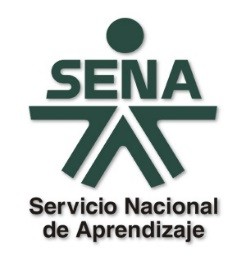 SENA
Servicio Nacional
de Aprendizaje